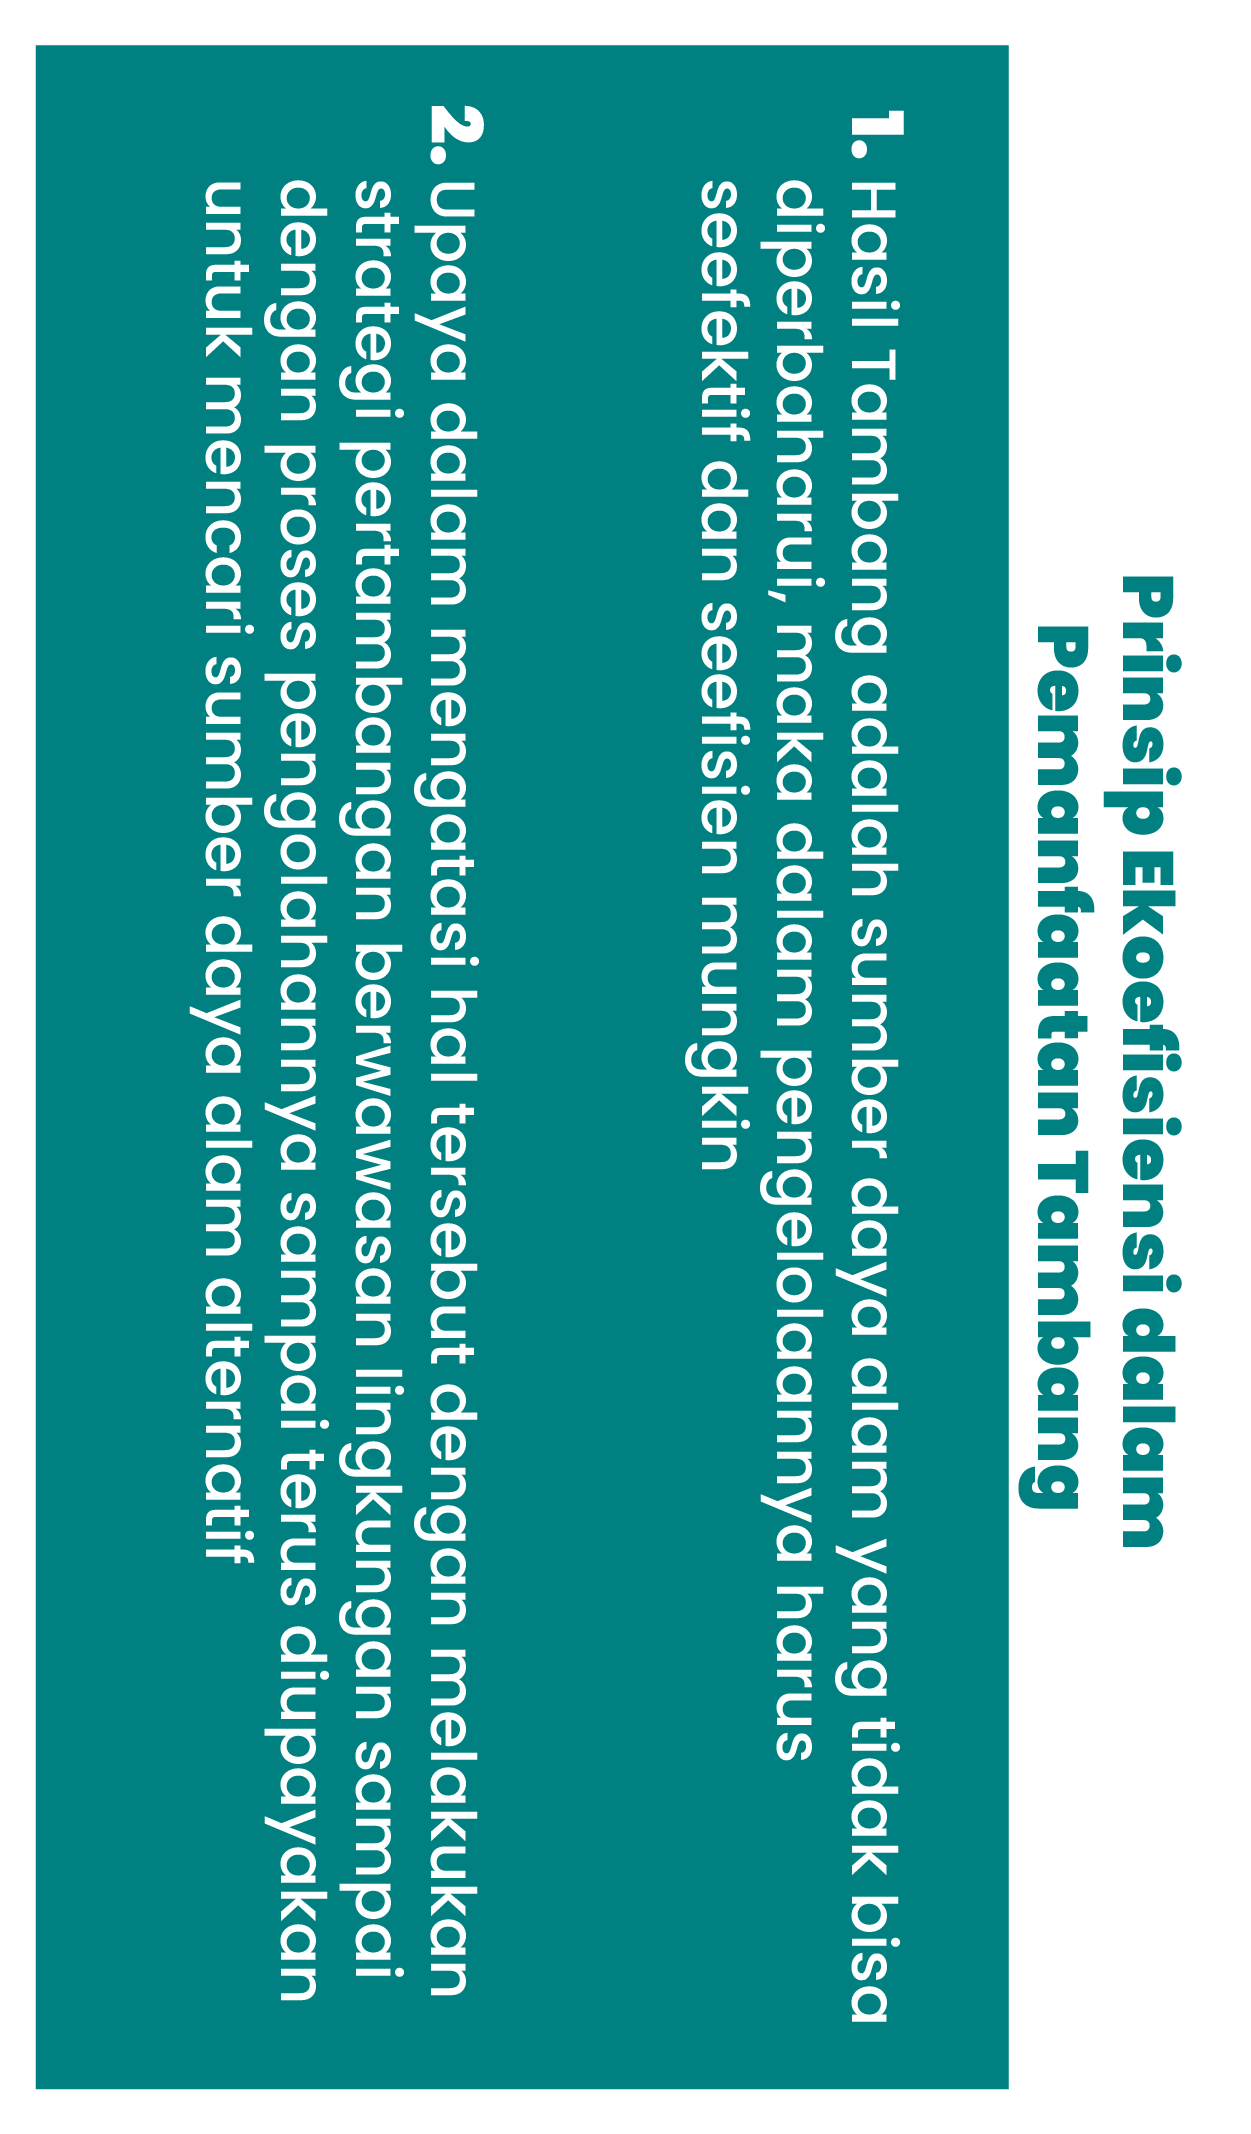 Prinsip Ekoefisiensi dalam
Pemanfaatan Tambang
1. Hasil Tambang adalah sumber daya alam yang tidak bisa
diperbaharui, maka dalam pengelolaannya harus
seefektif dan seefisien mungkin
2. Upaya dalam mengatasi hal tersebut dengan melakukan
strategi pertambangan berwawasan lingkungan sampai
dengan proses pengolahannya sampai terus diupayakan
untuk mencari sumber daya alam alternatif